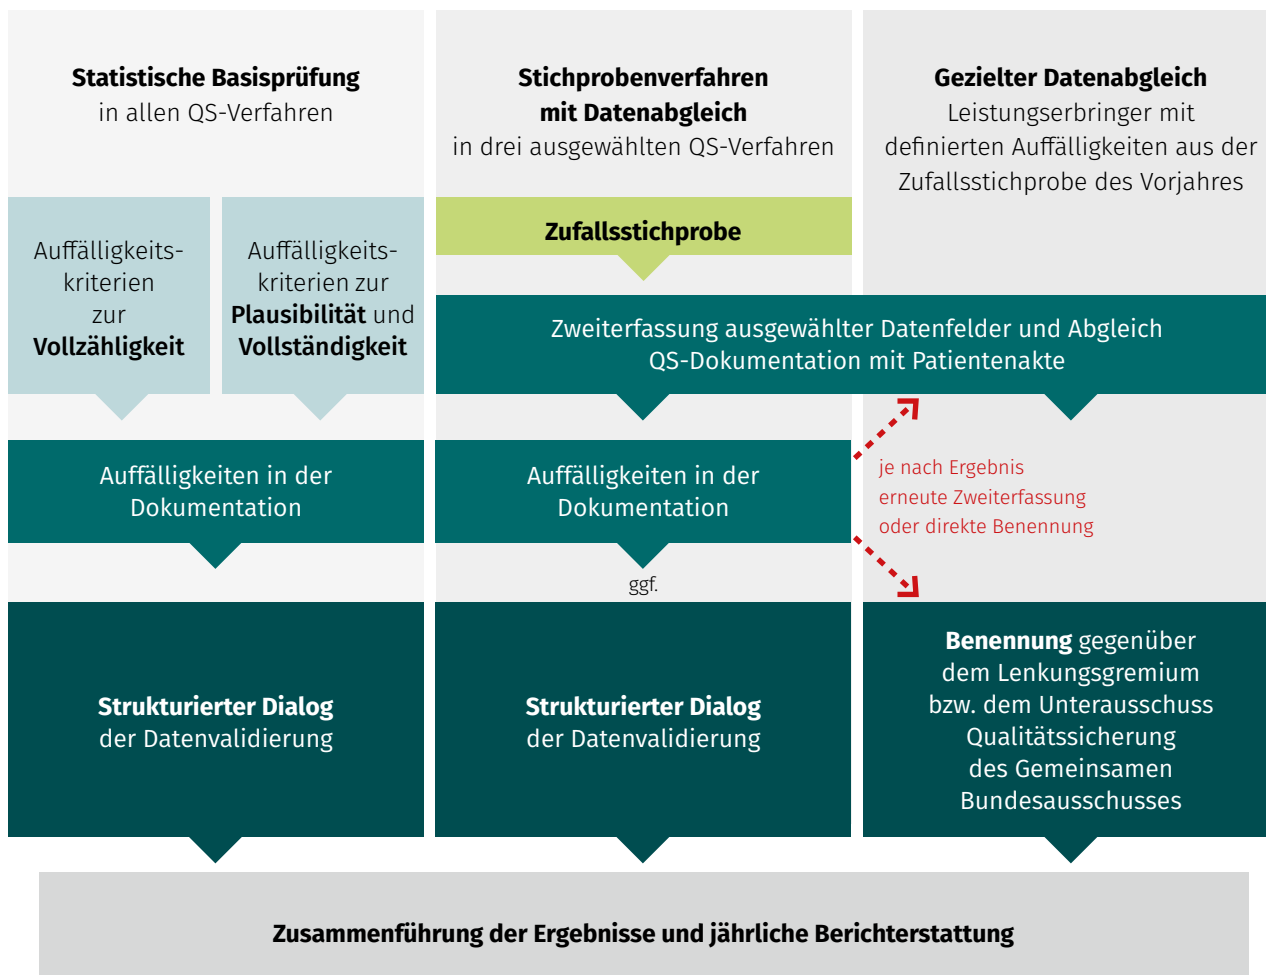 Statistische Basisprüfung
in allen QS-Verfahren
Auffälligkeits-
kriterien
zur
Vollzähligkeit
Auffälligkeits-
kriterien zur
Plausibilität und
Vollständigkeit
Auffälligkeiten in der
Dokumentation
Strukturierter Dialog
der Datenvalidierung
Stichprobenverfahren
mit Datenabgleich
in drei ausgewählten QS-Verfahren
Zufallsstichprobe
Zweiterfassung ausgewählter Datenfelder und Abgleich
QS-Dokumentation mit Patientenakte
Auffälligkeiten in der
Dokumentation
ggf.
Strukturierter Dialog
der Datenvalidierung
Gezielter Datenabgleich
Leistungserbringer mit
definierten Auffälligkeiten aus der
Zufallsstichprobe des Vorjahres
je nach Ergebnis
erneute Zweiterfassung
oder direkte Benennung
Benennung gegenüber
dem Lenkungsgremium
bzw. dem Unterausschuss
Qualitätssicherung
des Gemeinsamen
Bundesausschusses
Zusammenführung der Ergebnisse und jährliche Berichterstattung